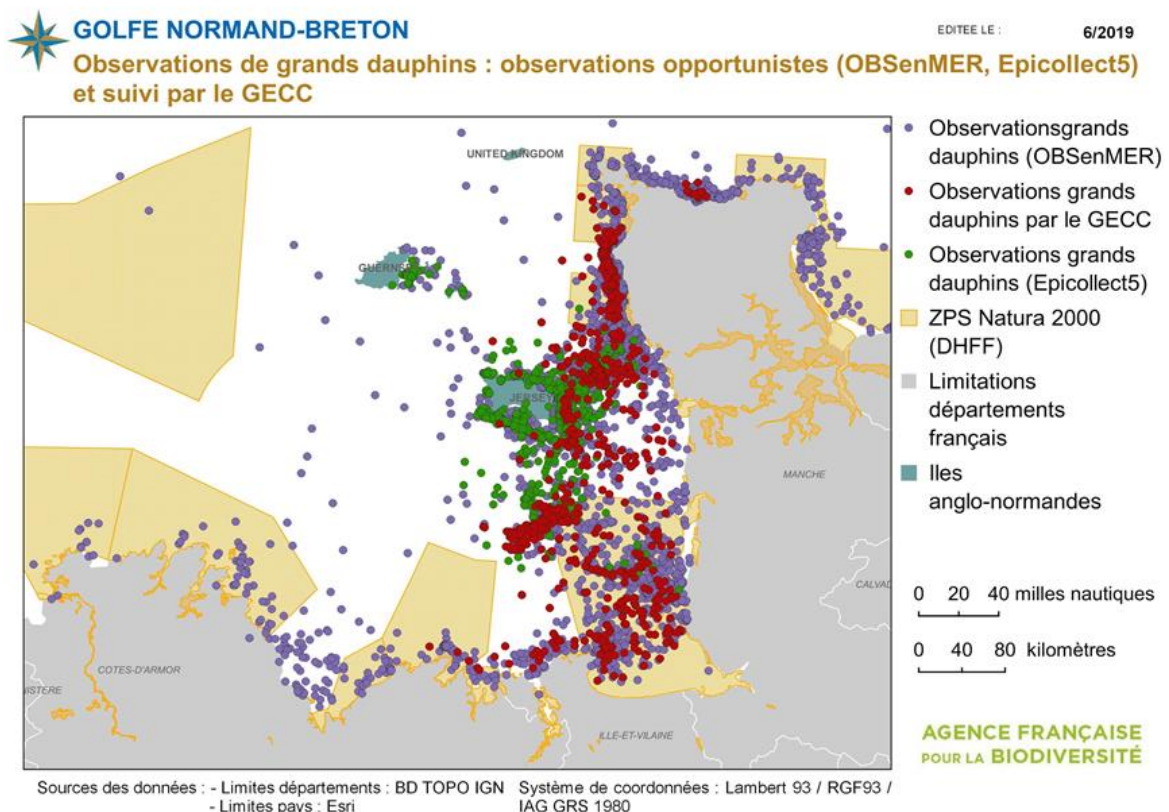 GOLFE NORMAND-BRETON
EDITEE LE : 6/2019
Observations de grands dauphins : observations opportunistes (OBSenMER, Epicollect5)
et suivi par le GECC
UNITED KINGDOM
GUERNSE
JERSEY
MANCHE
CALVAD
COTES-D'ARMOR
NISTERE
ILLE-ET-VILAINE
Observationsgrands
dauphins (OBSenMER)
Observations grands
dauphins par le GECC
Observations grands
dauphins (Epicollect5)
ZPS Natura 2000
(DHFF)
Limitations
départements
français
Iles
anglo-normandes
0 20 40 milles nautiques
0 40 80 kilomètres
AGENCE FRANÇAISE
POUR LA BIODIVERSITÉ
Sources des données : - Limites départements : BD TOPO IGN
- Limites pays : Esri
Système de coordonnées : Lambert 93 / RGF93 /
IAG GRS 1980